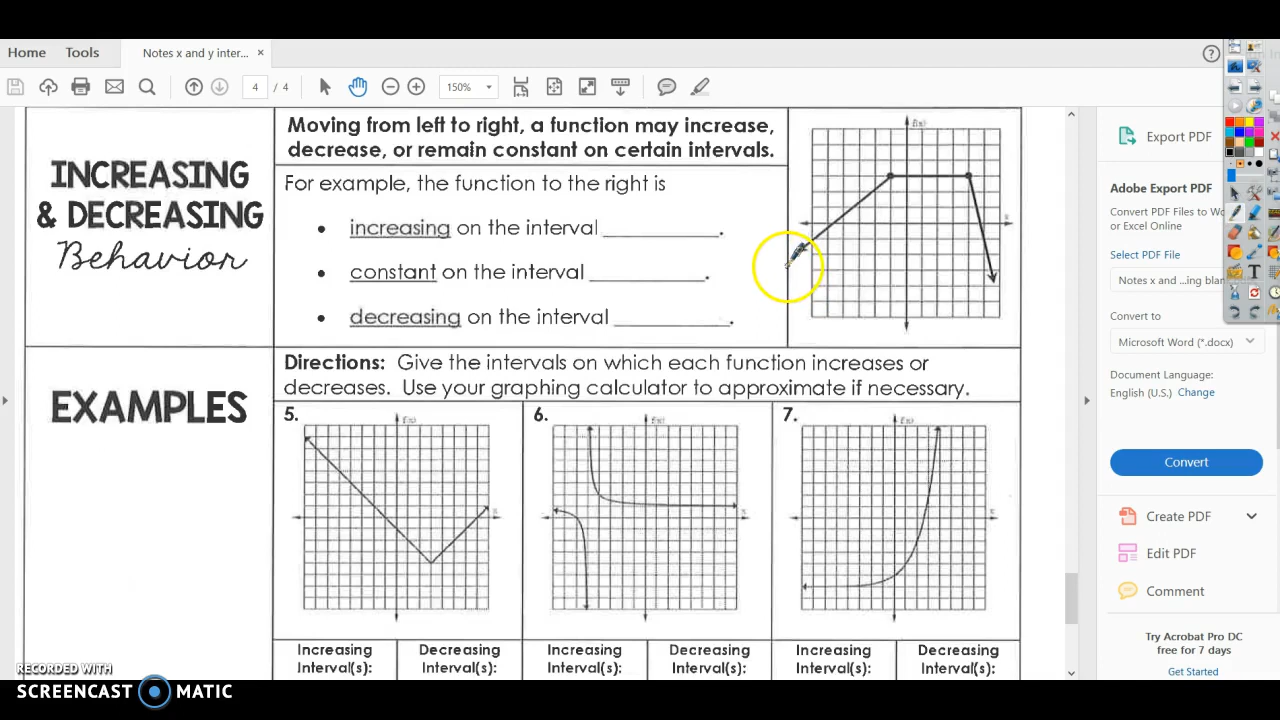 Home Tools Notes x and y inter... ×
4 / 4 150%
INCREASING
& DECREASING
Behavior
Moving from left to right, a function may increase,
decrease, or remain constant on certain intervals.
For example, the function to the right is
• increasing on the interval __________.
• constant on the interval __________.
• decreasing on the interval __________.
f(x)
x
EXAMPLES
Directions: Give the intervals on which each function increases or
decreases. Use your graphing calculator to approximate if necessary.
5. f(x) x
6. f(x) x
7. f(x) x
Increasing Interval(s):
Decreasing Interval(s):
Increasing Interval(s):
Decreasing Interval(s):
Increasing Interval(s):
Decreasing Interval(s):
Export PDF
Adobe Export PDF
Convert PDF Files to Wo
or Excel Online
Select PDF File
Notes x and ...ing blan
Convert to
Microsoft Word (*.docx)
Document Language:
English (U.S.) Change
Convert
Create PDF
Edit PDF
Comment
Try Acrobat Pro DC
free for 7 days
Get Started
RECORDED WITH
SCREENCAST MATIC